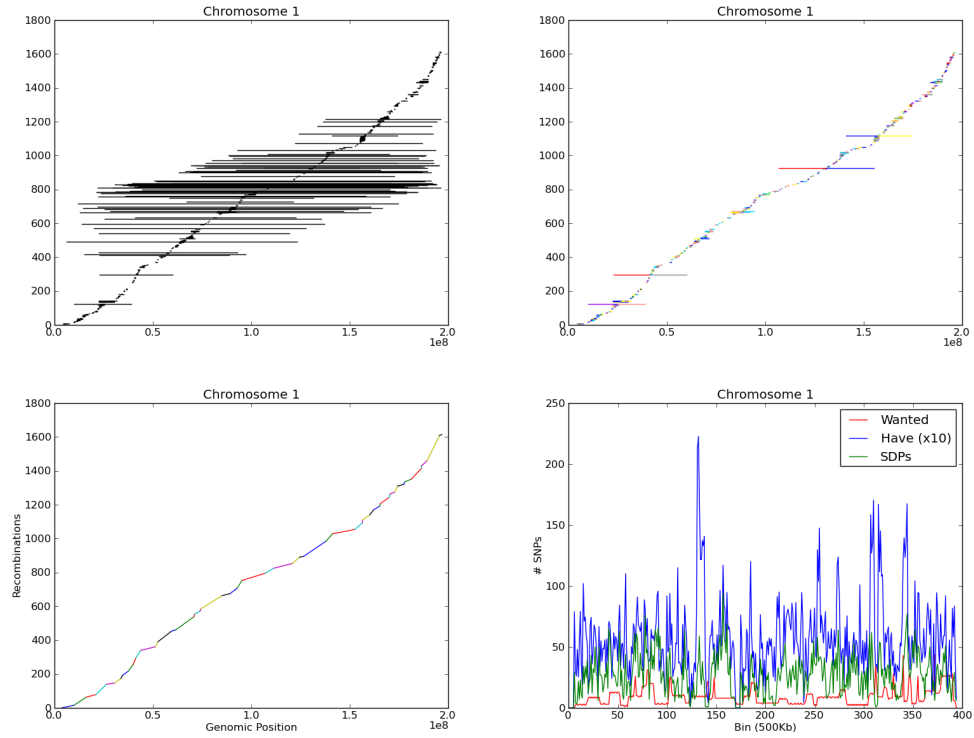 Chromosome 1
1800
1600
1400
1200
1000
800
600
400
200
0
0.0 0.5 1.0 1.5 2.0
1e8
Chromosome 1
1800
1600
1400
1200
1000
800
600
400
200
0
0.0 0.5 1.0 1.5 2.0
1e8
Chromosome 1
Recombinations
1800
1600
1400
1200
1000
800
600
400
200
0
0.0 0.5 1.0 1.5 2.0
Genomic Position
1e8
Chromosome 1
# SNPs
250
200
150
100
50
0
Wanted
Have (x10)
SDPs
0 50 100 150 200 250 300 350 400
Bin (500Kb)